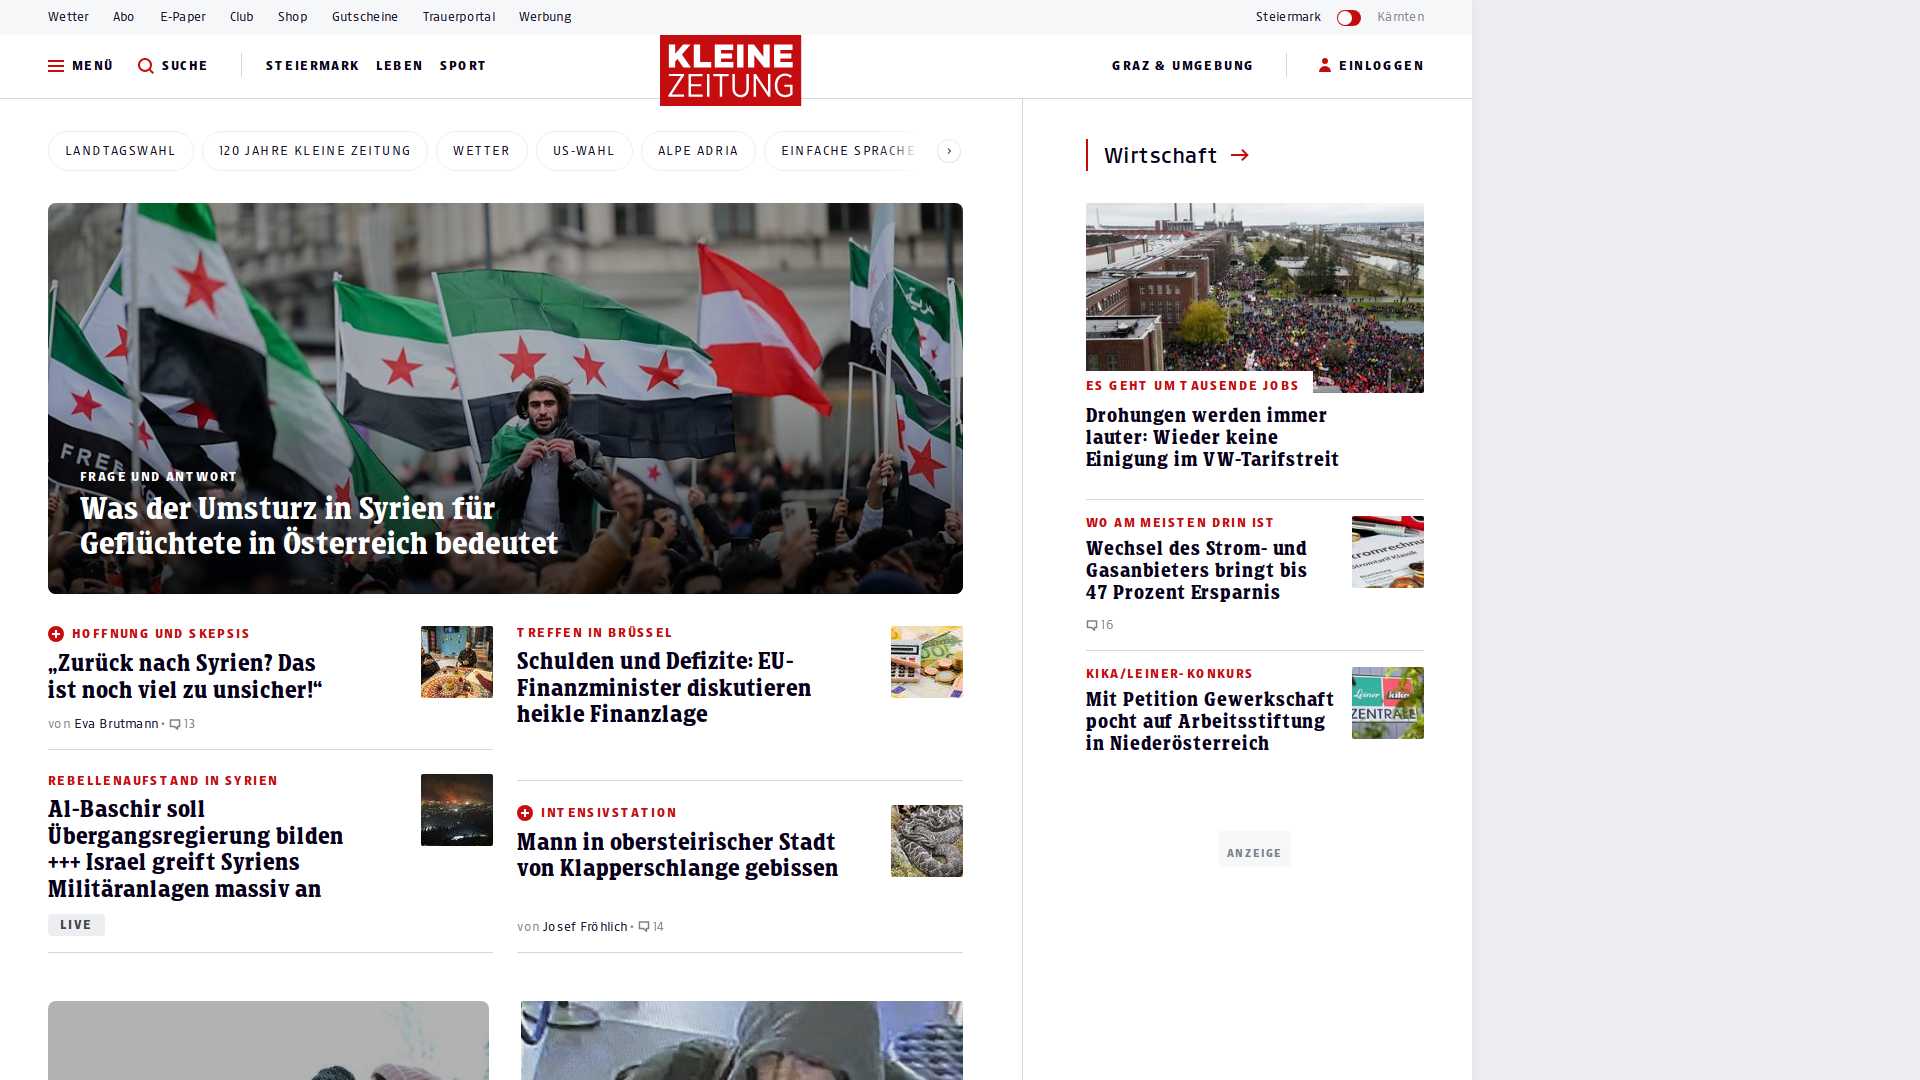 Wetter Abo E-Paper Club Shop Gutscheine Trauerportal Werbung Steiermark Kärnten
MENÜ SUCHE STEIERMARK LEBEN SPORT KLEINE ZEITUNG GRAZ & UMGEBUNG EINLOGGEN
LANDTAGSWAHL 120 JAHRE KLEINE ZEITUNG WETTER US-WAHL ALPE ADRIA EINFACHE SPRACHE
FREE
FRAGE UND ANTWORT
Was der Umsturz in Syrien für
Geflüchtete in Österreich bedeutet
HOFFNUNG UND SKEPSIS
„Zurück nach Syrien? Das
ist noch viel zu unsicher!“
von Eva Brutmann • 13
REBELLENAUFSTAND IN SYRIEN
Al-Baschir soll
Übergangsregierung bilden
+++ Israel greift Syriens
Militäranlagen massiv an
LIVE
TREFFEN IN BRÜSSEL
Schulden und Defizite: EU-
Finanzminister diskutieren
heikle Finanzlage
INTENSIVSTATION
Mann in obersteirischer Stadt
von Klapperschlange gebissen
von Josef Fröhlich • 14
Wirtschaft
ES GEHT UM TAUSENDE JOBS
Drohungen werden immer
lauter: Wieder keine
Einigung im VW-Tarifstreit
WO AM MEISTEN DRIN IST
Wechsel des Strom- und
Gasanbieters bringt bis
47 Prozent Ersparnis
16
KIKA/LEINER-KONKURS
Mit Petition Gewerkschaft
pocht auf Arbeitsstiftung
in Niederösterreich
Leiner kika
ZENTRALE
ANZEIGE